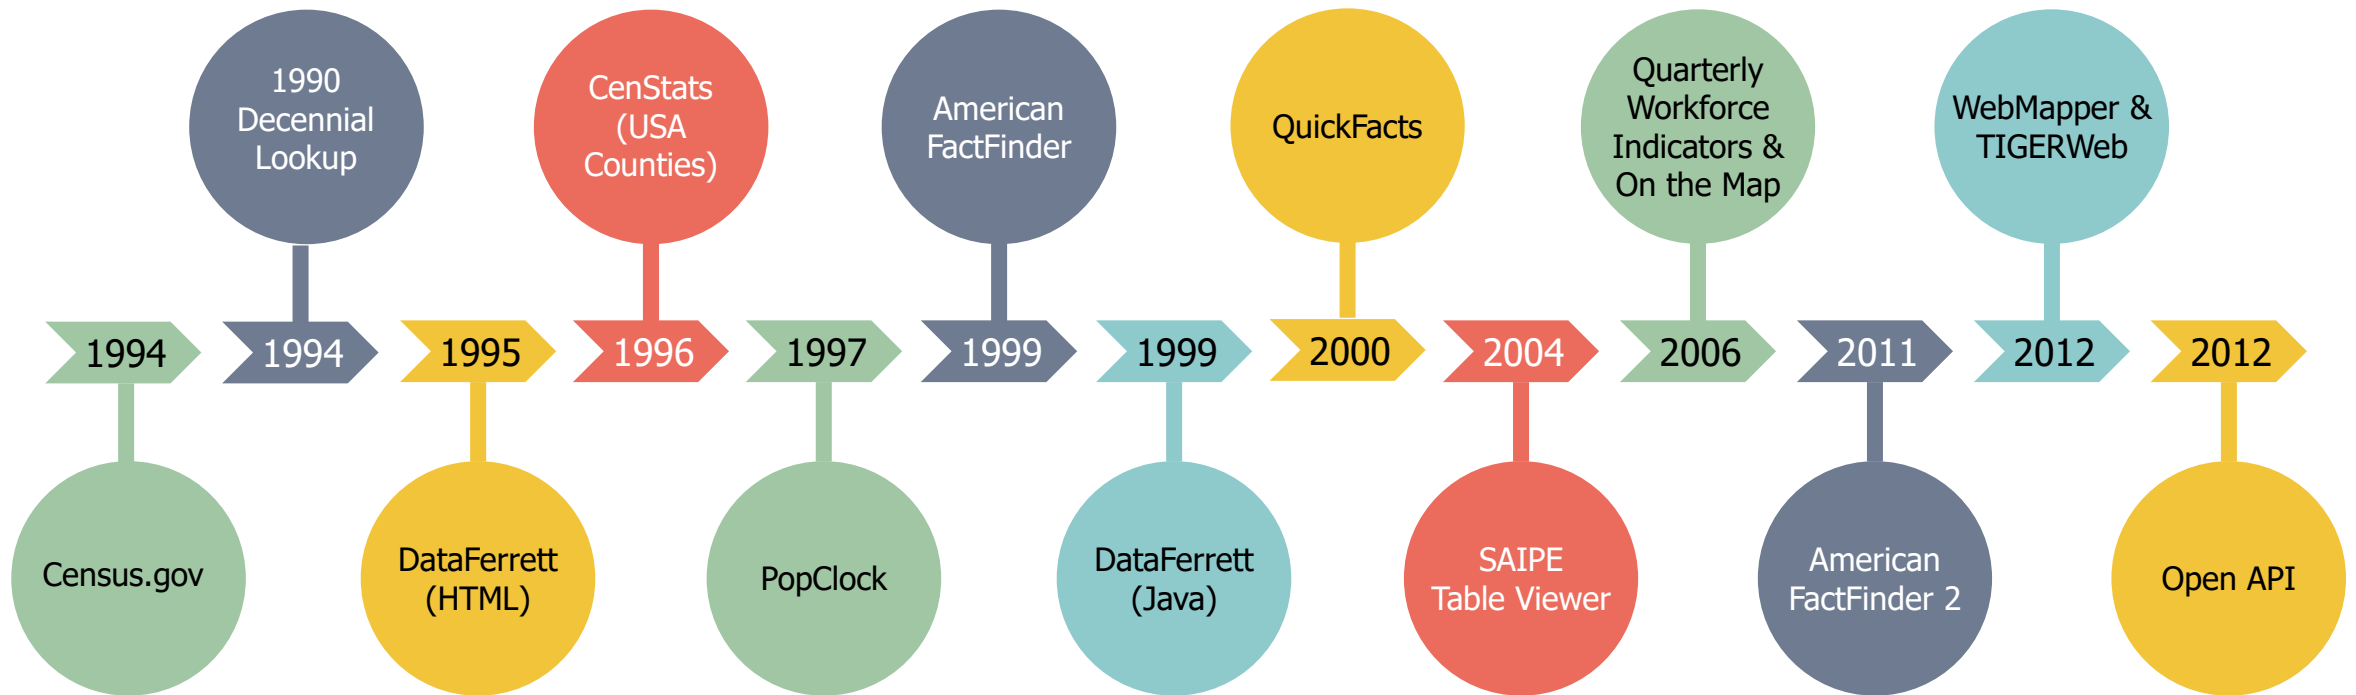 1990
Decennial
Lookup
CenStats
(USA
Counties)
American
FactFinder
QuickFacts
Quarterly
Workforce
Indicators &
On the Map
WebMapper &
TIGERWeb
1994
1994
1995
1996
1997
1999
1999
2000
2004
2006
2011
2012
2012
Census.gov
DataFerrett
(HTML)
PopClock
DataFerrett
(Java)
SAIPE
Table Viewer
American
FactFinder 2
Open API